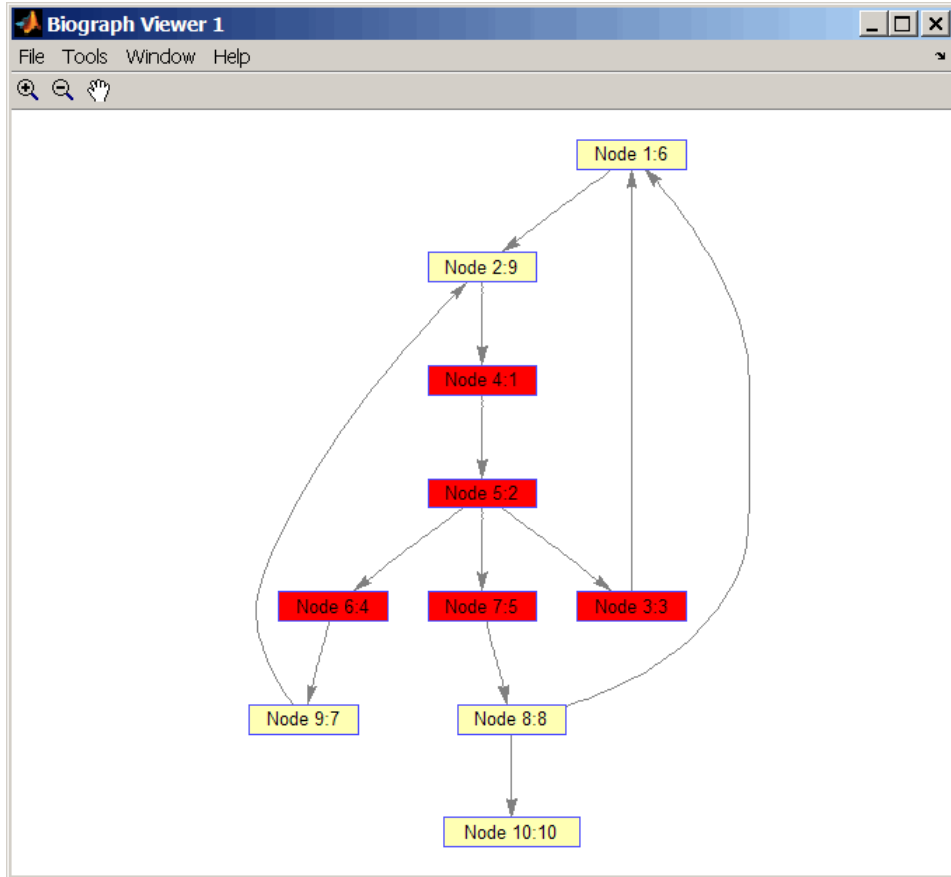 Biograph Viewer 1
File Tools Window Help
Node 1:6
Node 2:9
Node 4:1
Node 5:2
Node 6:4 Node 7:5 Node 3:3
Node 9:7 Node 8:8
Node 10:10